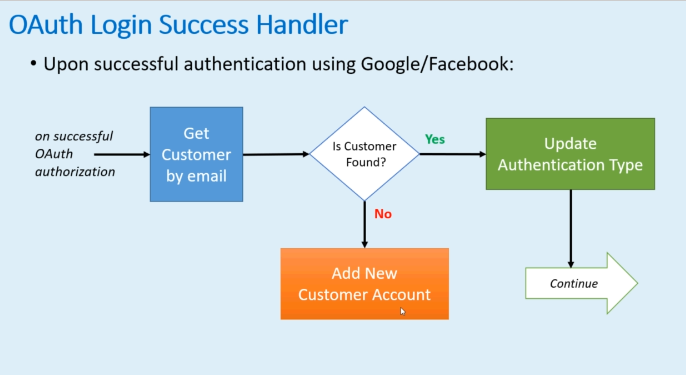 OAuth Login Success Handler
• Upon successful authentication using Google/Facebook:
on successful
OAuth
authorization
Get
Customer
by email
Is Customer
Found?
Yes
Update
Authentication Type
No
Add New
Customer Account
Continue